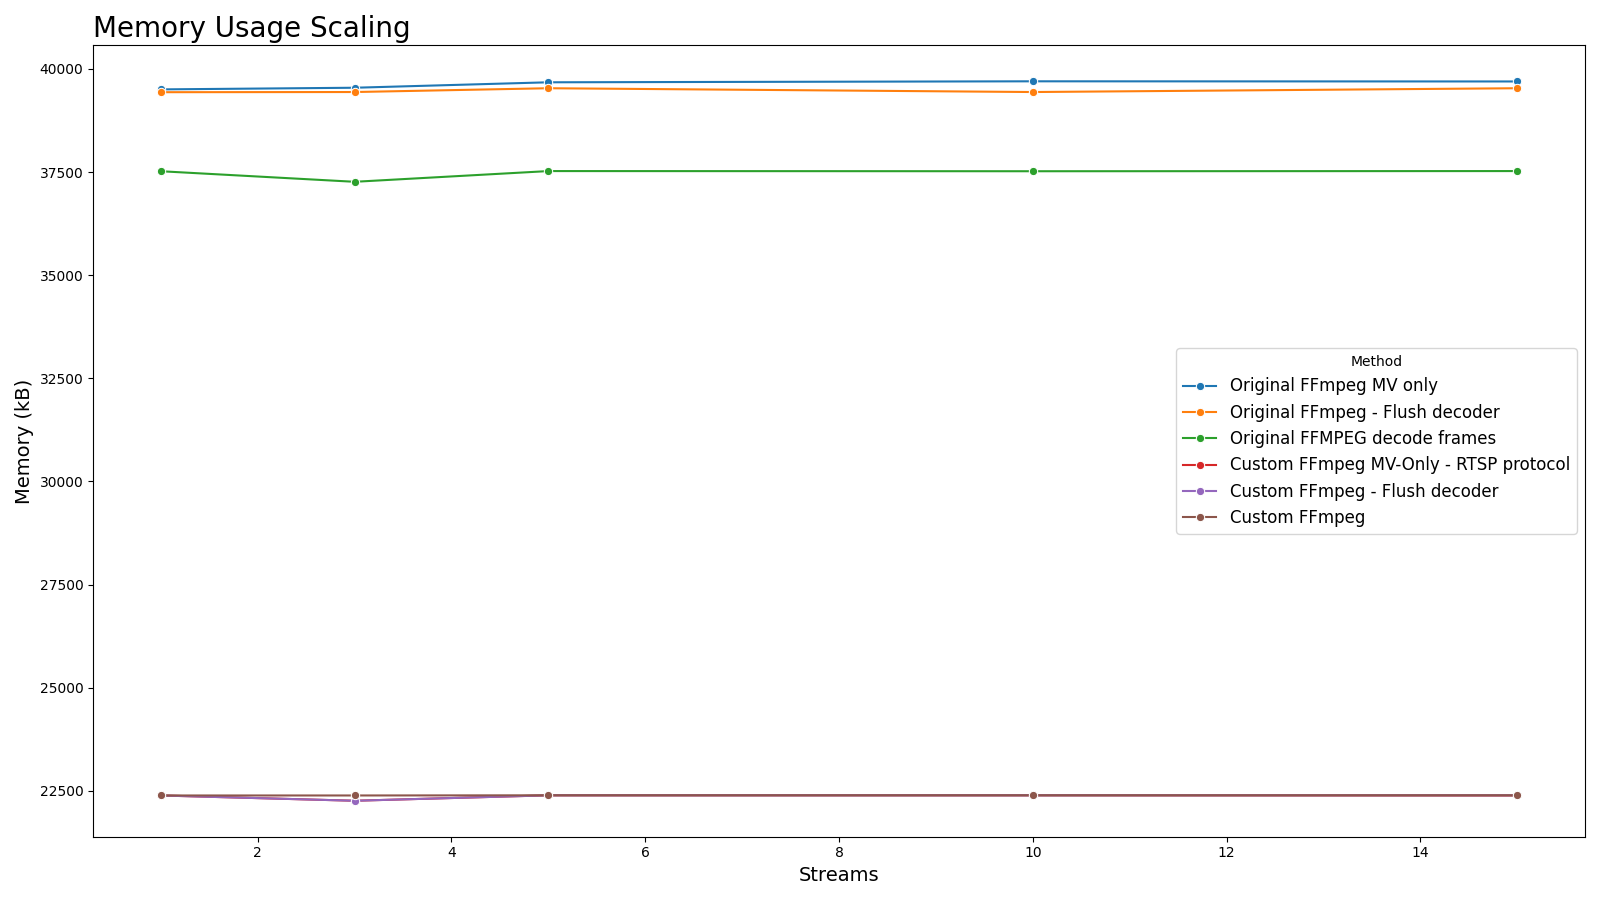 Memory Usage Scaling
40000
37500
35000
32500
30000
27500
25000
22500
Memory (kB)
Method
Original FFmpeg MV only
Original FFmpeg - Flush decoder
Original FFMPEG decode frames
Custom FFmpeg MV-Only - RTSP protocol
Custom FFmpeg - Flush decoder
Custom FFmpeg
2 4 6 8 10 12 14
Streams